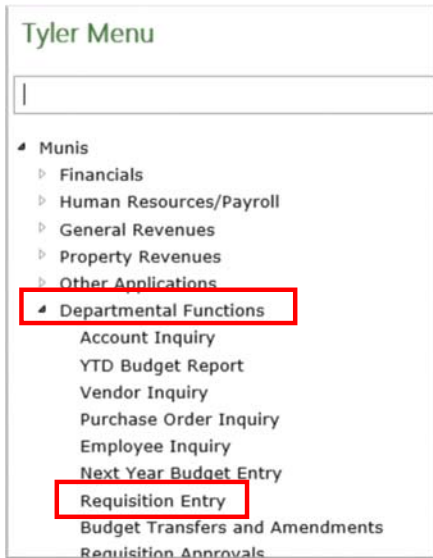 Tyler Menu
Munis
Financials
Human Resources/Payroll
General Revenues
Property Revenues
Other Applications
Departmental Functions
Account Inquiry
YTD Budget Report
Vendor Inquiry
Purchase Order Inquiry
Employee Inquiry
Next Year Budget Entry
Requisition Entry
Budget Transfers and Amendments
Requisition Approvals